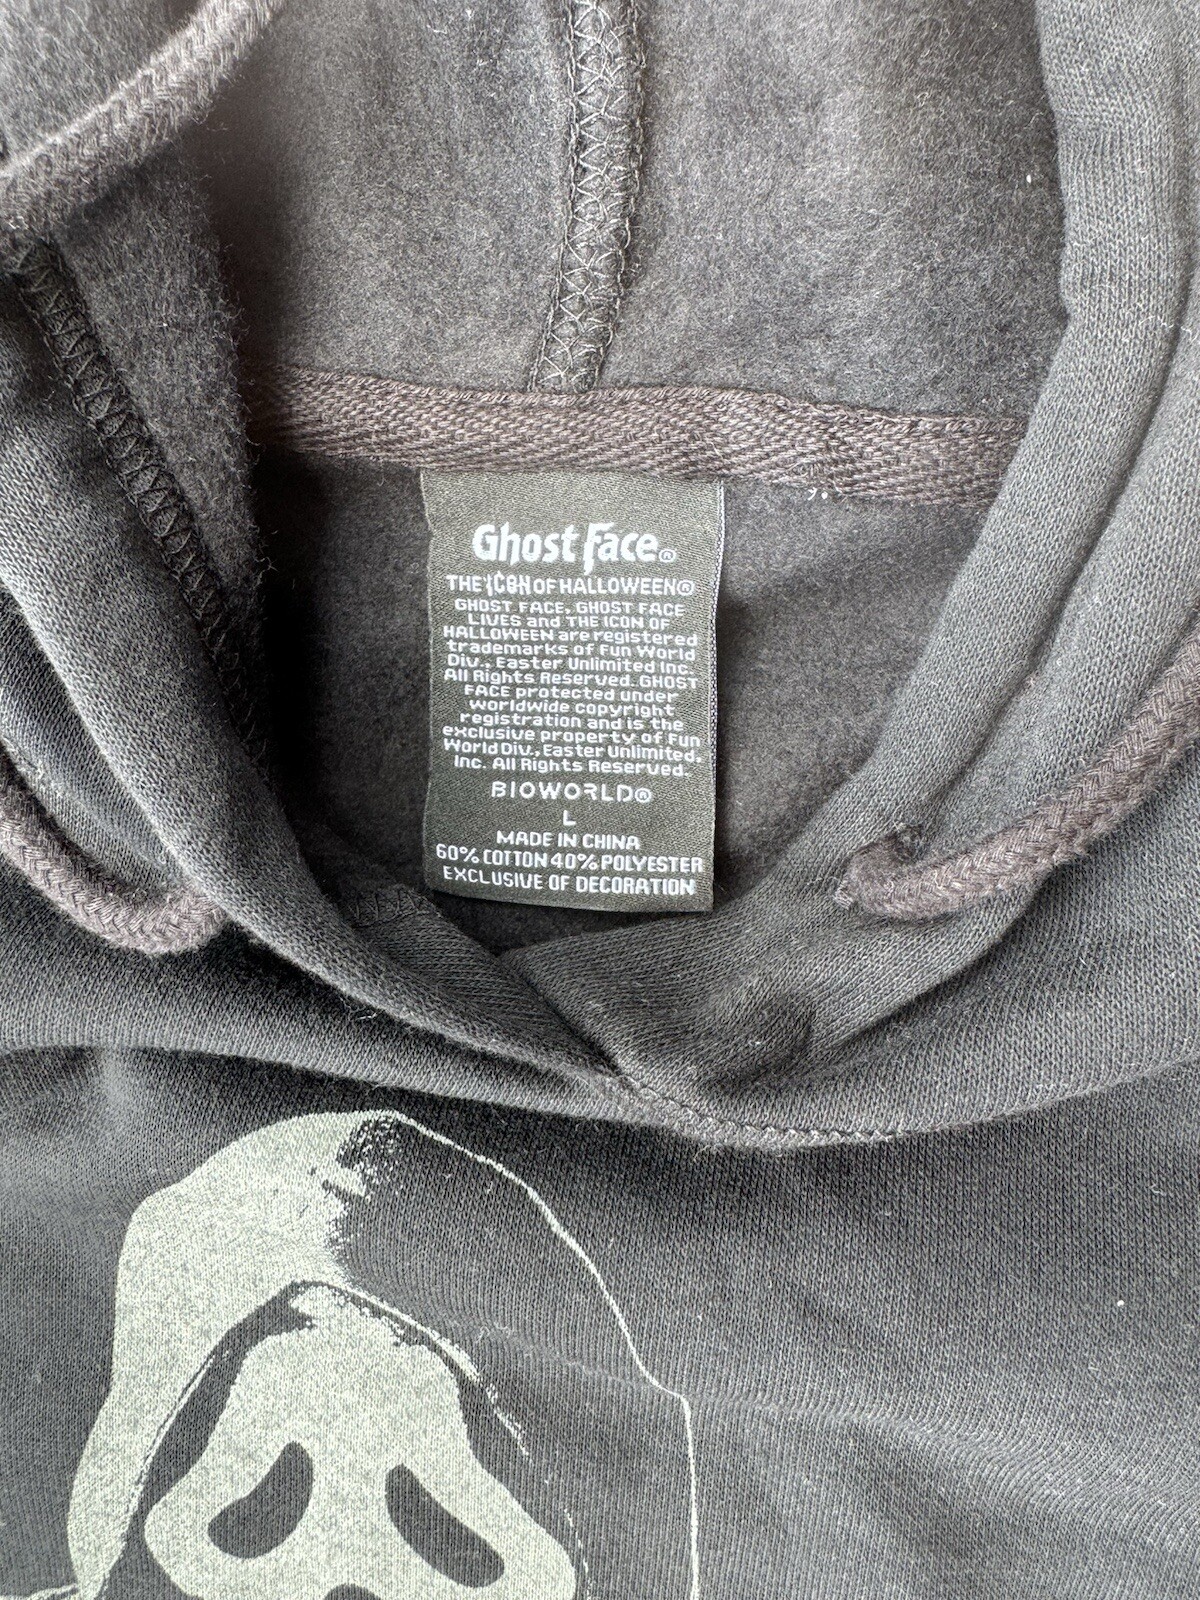 Ghost Face®
THE ICON OF HALLOWEEN®
GHOST FACE, GHOST FACE
LIVES and THE ICON OF
HALLOWEEN are registered
trademarks of Fun World
Div., Easter Unlimited Inc.
All Rights Reserved. GHOST
FACE protected under
worldwide copyright
registration and is the
exclusive property of Fun
World Div., Easter Unlimited,
Inc. All Rights Reserved.
BIOWORLD®
L
MADE IN CHINA
60% COTTON 40% POLYESTER
EXCLUSIVE OF DECORATION